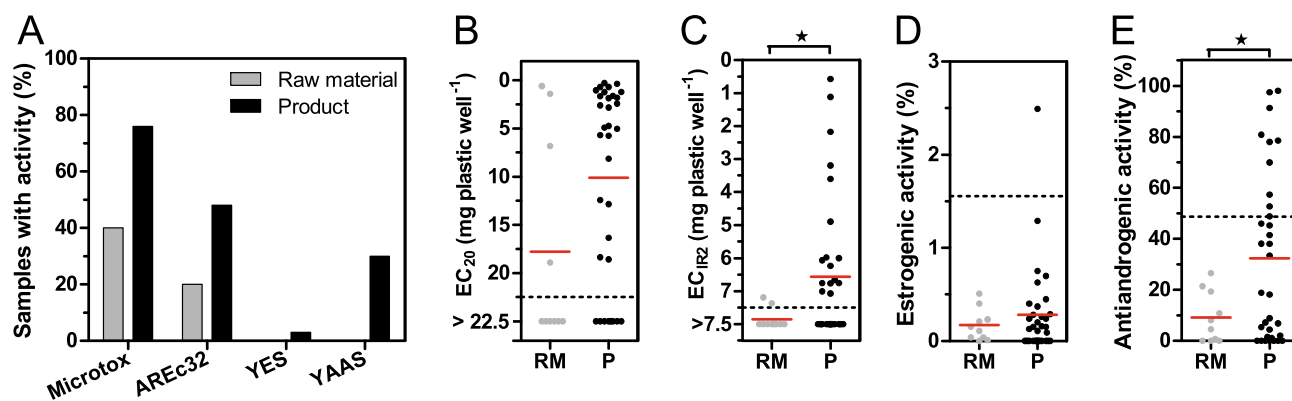 A
Samples with activity (%)
100
80
60
40
20
0
Raw material
Product
Microtox
AREc32
YES
YAAS
B
EC20 (mg plastic well-1)
0
5
10
15
20
> 22.5
RM
P
C
★
ECIR2 (mg plastic well-1)
0
1
2
3
4
5
6
7
>7.5
RM
P
D
Estrogenic activity (%)
3
2
1
0
RM
P
E
★
Antiandrogenic activity (%)
100
80
60
40
20
0
RM
P